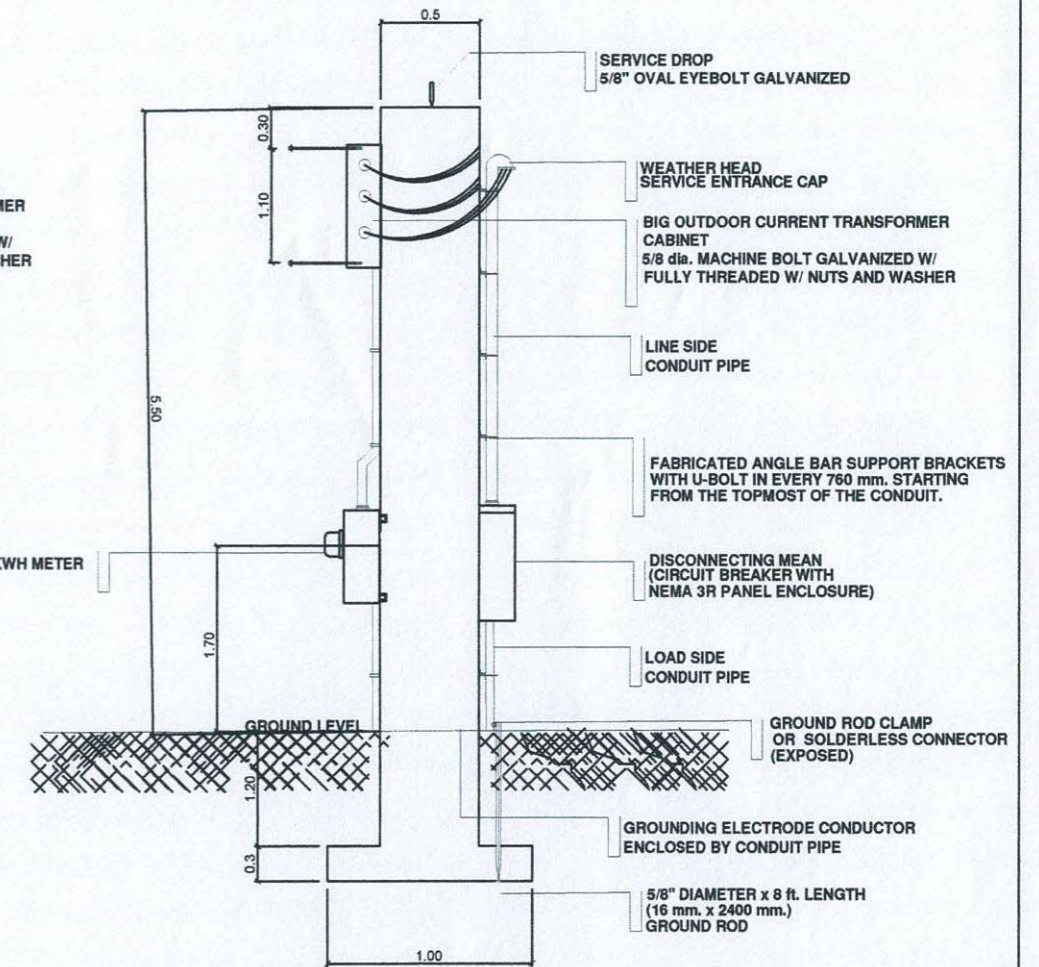 0.5
SERVICE DROP
5/8" OVAL EYEBOLT GALVANIZED
0.30
WEATHER HEAD
SERVICE ENTRANCE CAP
1.10
BIG OUTDOOR CURRENT TRANSFORMER
CABINET
5/8 dia. MACHINE BOLT GALVANIZED W/
FULLY THREADED W/ NUTS AND WASHER
MER
W/
HER
LINE SIDE
CONDUIT PIPE
5.50
FABRICATED ANGLE BAR SUPPORT BRACKETS
WITH U-BOLT IN EVERY 760 mm. STARTING
FROM THE TOPMOST OF THE CONDUIT.
KWH METER
DISCONNECTING MEAN
(CIRCUIT BREAKER WITH
NEMA 3R PANEL ENCLOSURE)
1.70
LOAD SIDE
CONDUIT PIPE
GROUND LEVEL
GROUND ROD CLAMP
OR SOLDERLESS CONNECTOR
(EXPOSED)
1.20
GROUNDING ELECTRODE CONDUCTOR
ENCLOSED BY CONDUIT PIPE
0.3
5/8" DIAMETER x 8 ft. LENGTH
(16 mm. x 2400 mm.)
GROUND ROD
1.00